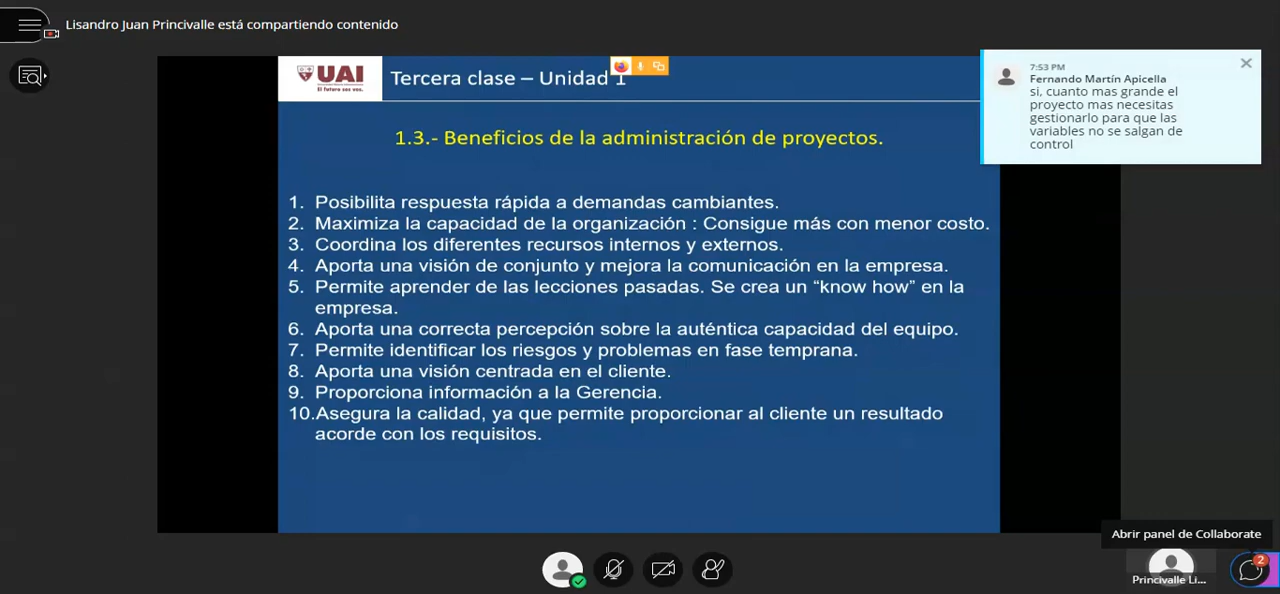 Lisandro Juan Princivalle está compartiendo contenido
UAI
El futuro sos vos.
Tercera clase – Unidad 1
7:53 PM
Fernando Martín Apicella
si, cuanto mas grande el
proyecto mas necesitas
gestionarlo para que las
variables no se salgan de
control
1.3.- Beneficios de la administración de proyectos.
1. Posibilita respuesta rápida a demandas cambiantes.
2. Maximiza la capacidad de la organización : Consigue más con menor costo.
3. Coordina los diferentes recursos internos y externos.
4. Aporta una visión de conjunto y mejora la comunicación en la empresa.
5. Permite aprender de las lecciones pasadas. Se crea un “know how” en la
empresa.
6. Aporta una correcta percepción sobre la auténtica capacidad del equipo.
7. Permite identificar los riesgos y problemas en fase temprana.
8. Aporta una visión centrada en el cliente.
9. Proporciona información a la Gerencia.
10.Asegura la calidad, ya que permite proporcionar al cliente un resultado
acorde con los requisitos.
Abrir panel de Collaborate
Princivalle Li...
2